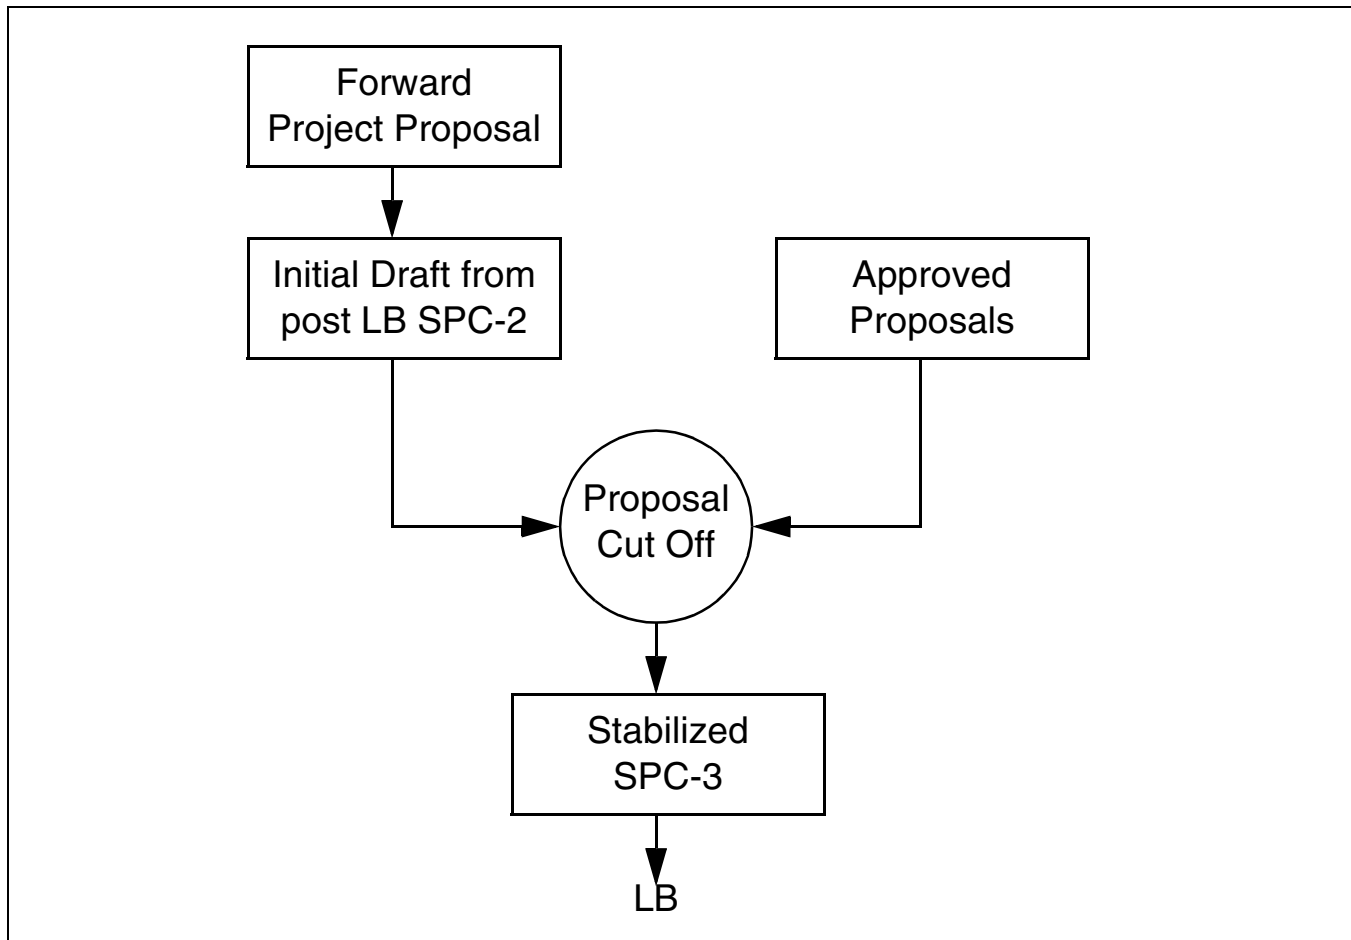 Forward
Project Proposal
Initial Draft from
post LB SPC-2
Approved
Proposals
Proposal
Cut Off
Stabilized
SPC-3
LB